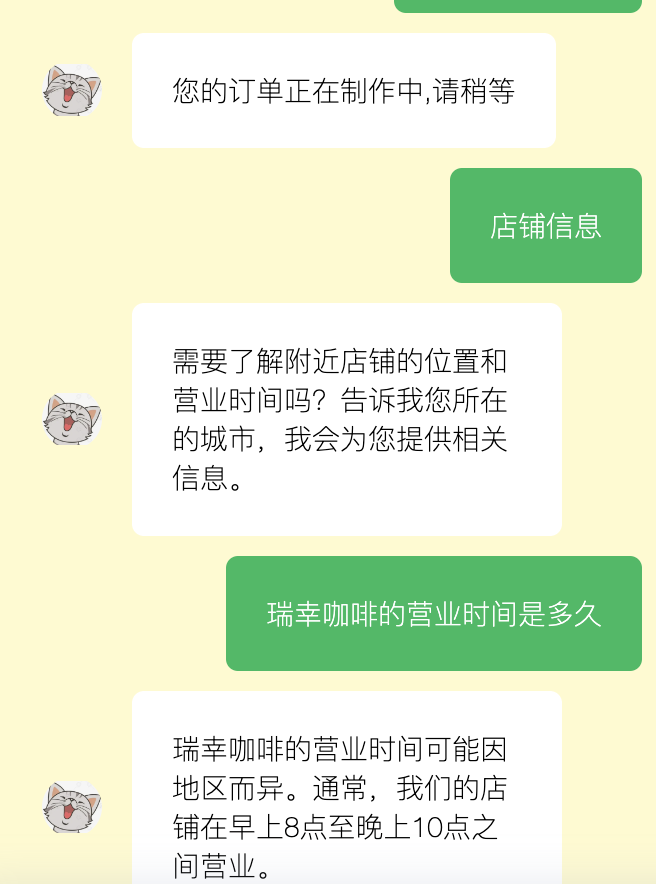 您的订单正在制作中,请稍等
店铺信息
需要了解附近店铺的位置和
营业时间吗？告诉我您所在
的城市，我会为您提供相关
信息。
瑞幸咖啡的营业时间是多久
瑞幸咖啡的营业时间可能因
地区而异。通常，我们的店
铺在早上8点至晚上10点之
间营业。